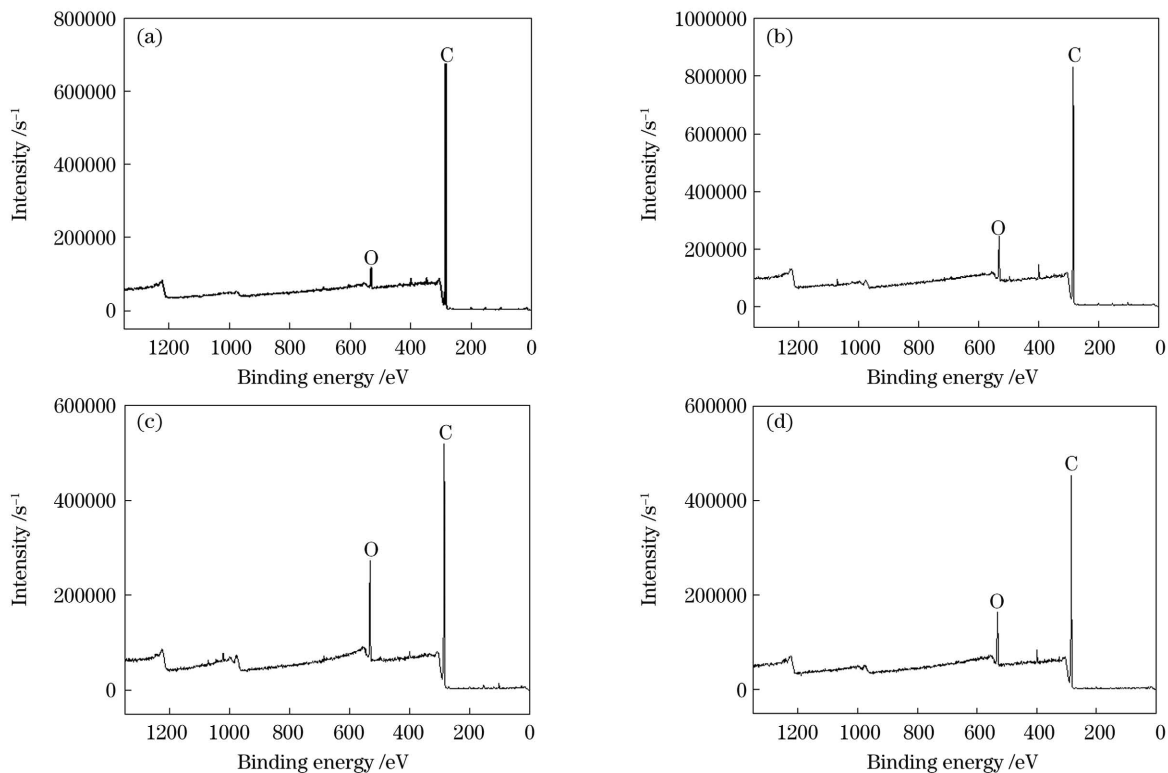 (a)
C
O
800000
600000
400000
200000
0
Intensity /s⁻¹
1200 1000 800 600 400 200 0
Binding energy /eV
(b)
C
O
1000000
800000
600000
400000
200000
0
Intensity /s⁻¹
1200 1000 800 600 400 200 0
Binding energy /eV
(c)
C
O
600000
400000
200000
0
Intensity /s⁻¹
1200 1000 800 600 400 200 0
Binding energy /eV
(d)
C
O
600000
400000
200000
0
Intensity /s⁻¹
1200 1000 800 600 400 200 0
Binding energy /eV